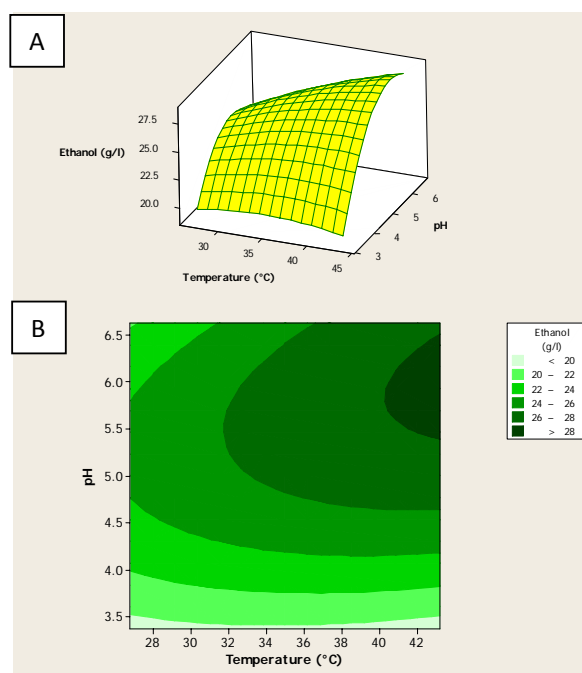 A
27.5
Ethanol (g/l)
25.0
22.5
20.0
30
35
40
45
3
4
5
6
pH
Temperature (°C)
B
6.5
6.0
5.5
5.0
4.5
4.0
3.5
pH
28 30 32 34 36 38 40 42
Temperature (°C)
Ethanol
(g/l)
< 20
20 – 22
22 – 24
24 – 26
26 – 28
> 28